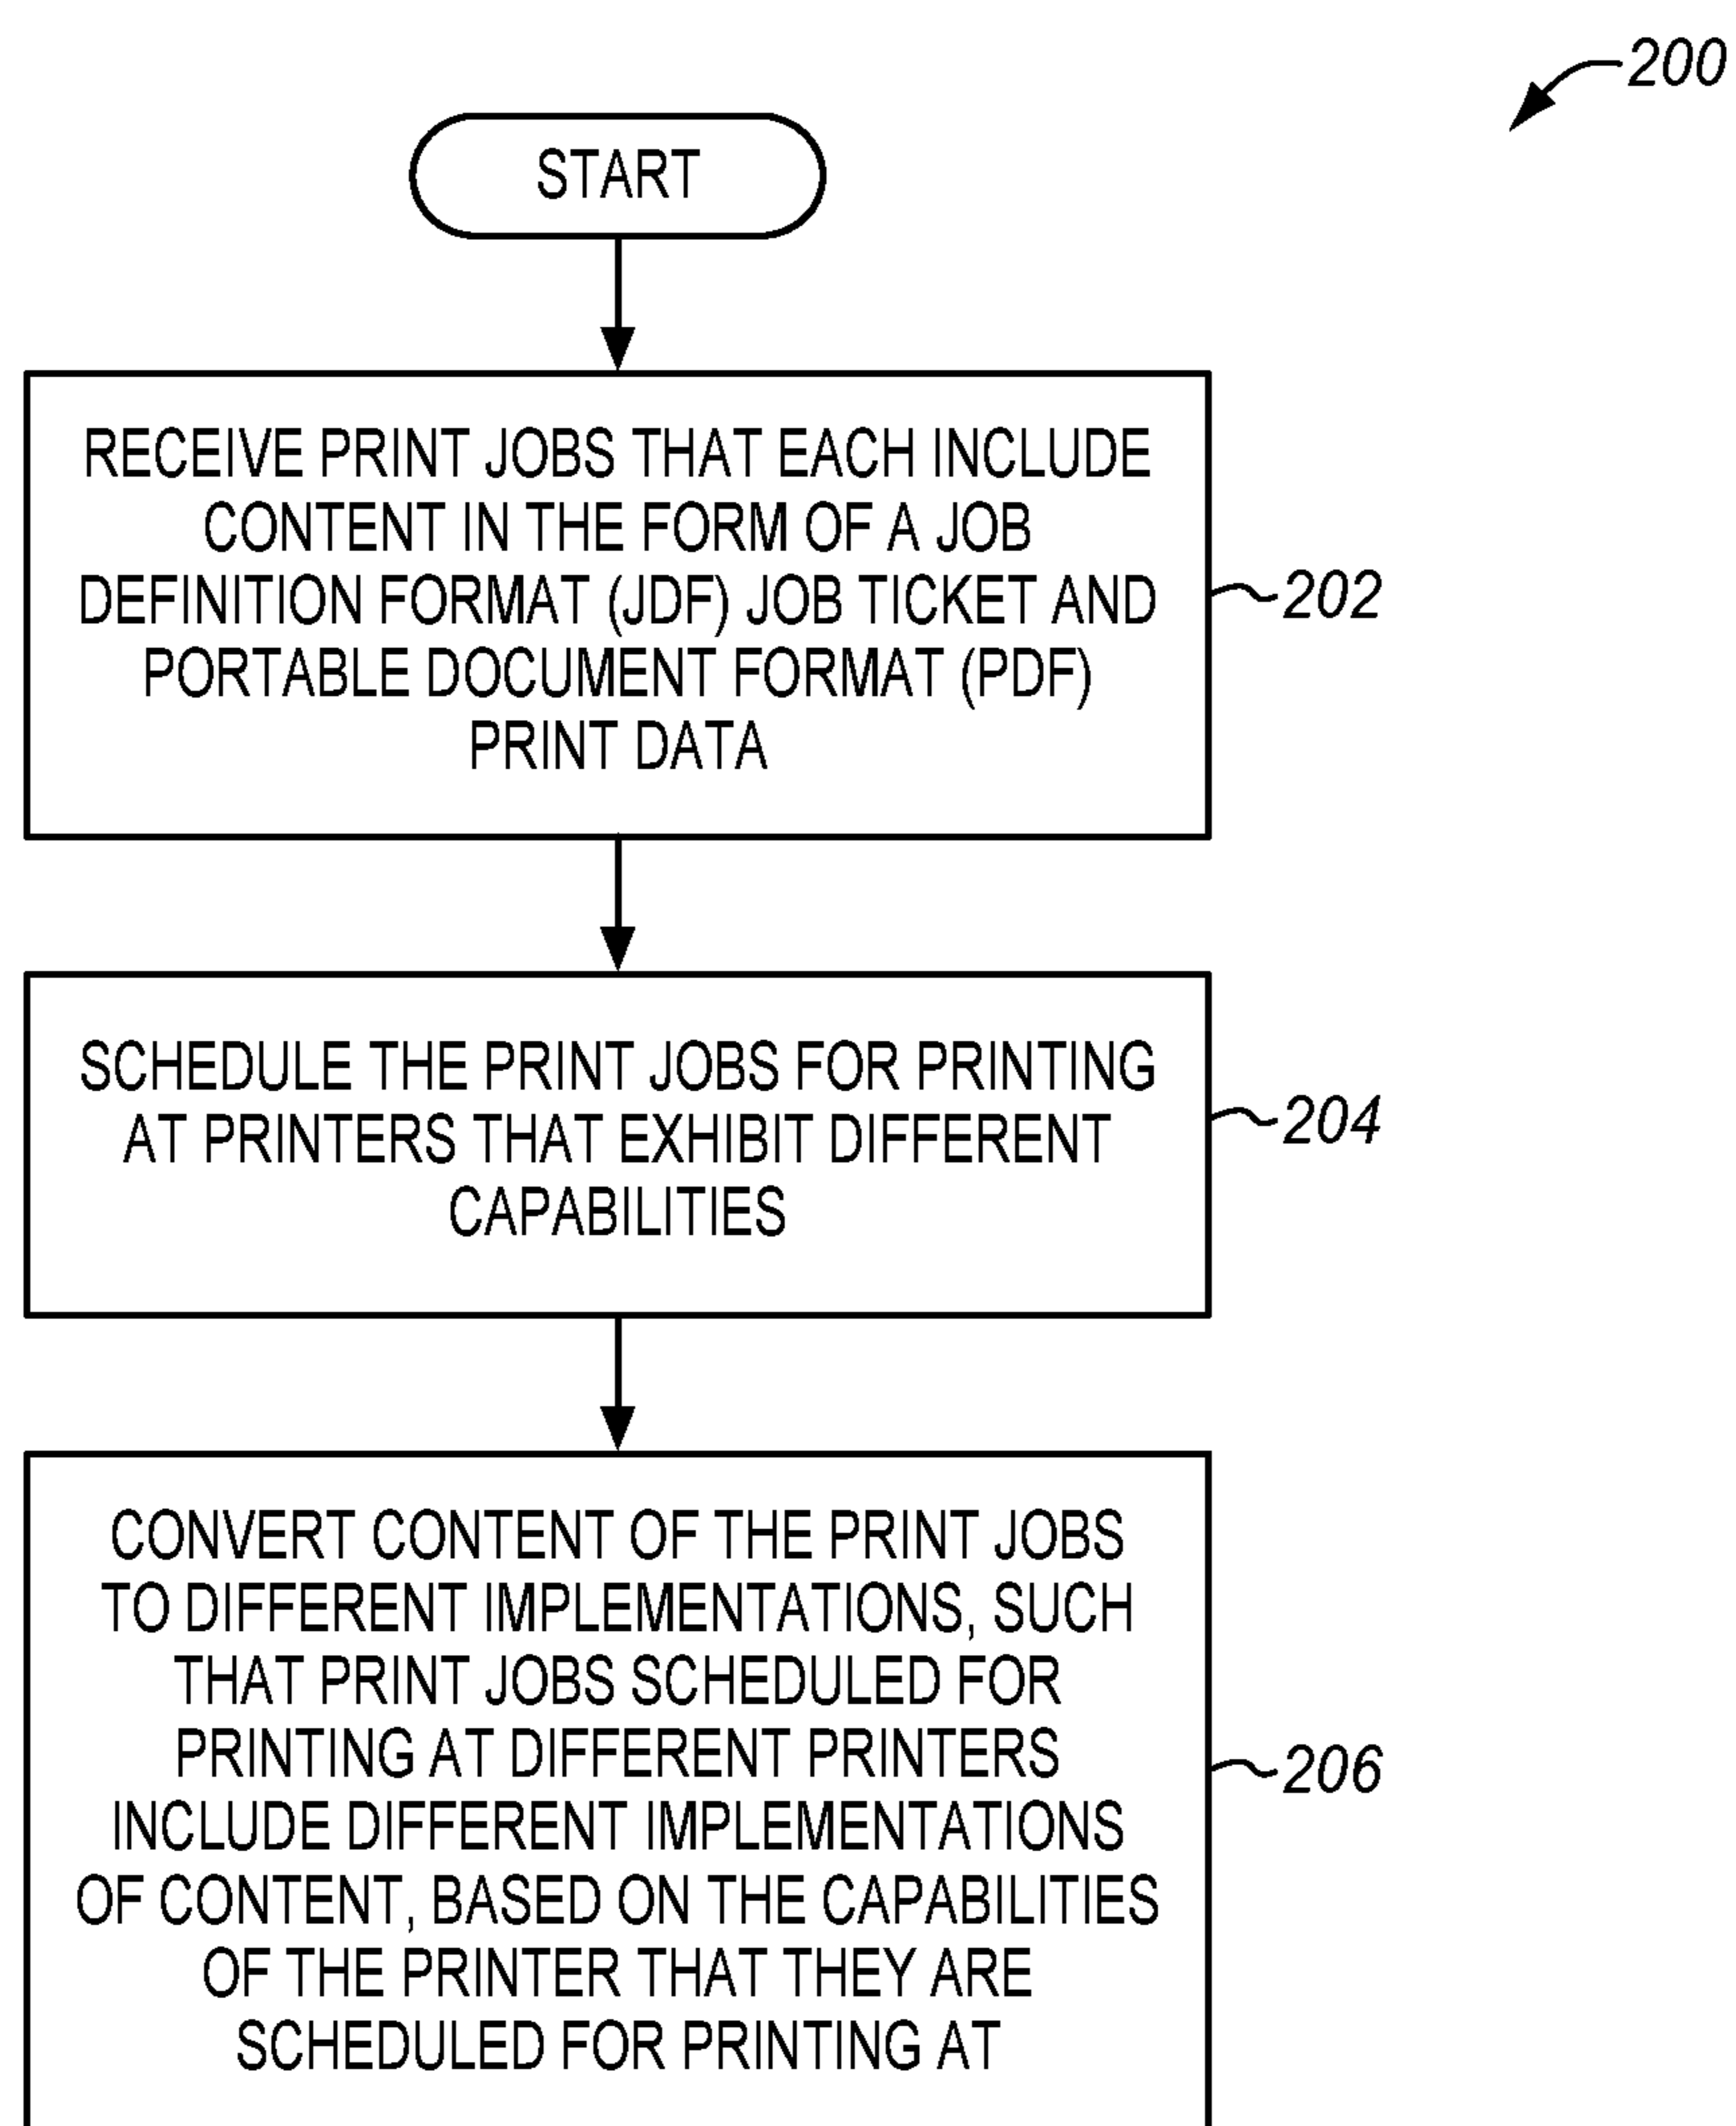 200
START
RECEIVE PRINT JOBS THAT EACH INCLUDE
CONTENT IN THE FORM OF A JOB
DEFINITION FORMAT (JDF) JOB TICKET AND
PORTABLE DOCUMENT FORMAT (PDF)
PRINT DATA
202
SCHEDULE THE PRINT JOBS FOR PRINTING
AT PRINTERS THAT EXHIBIT DIFFERENT
CAPABILITIES
204
CONVERT CONTENT OF THE PRINT JOBS
TO DIFFERENT IMPLEMENTATIONS, SUCH
THAT PRINT JOBS SCHEDULED FOR
PRINTING AT DIFFERENT PRINTERS
INCLUDE DIFFERENT IMPLEMENTATIONS
OF CONTENT, BASED ON THE CAPABILITIES
OF THE PRINTER THAT THEY ARE
SCHEDULED FOR PRINTING AT
206